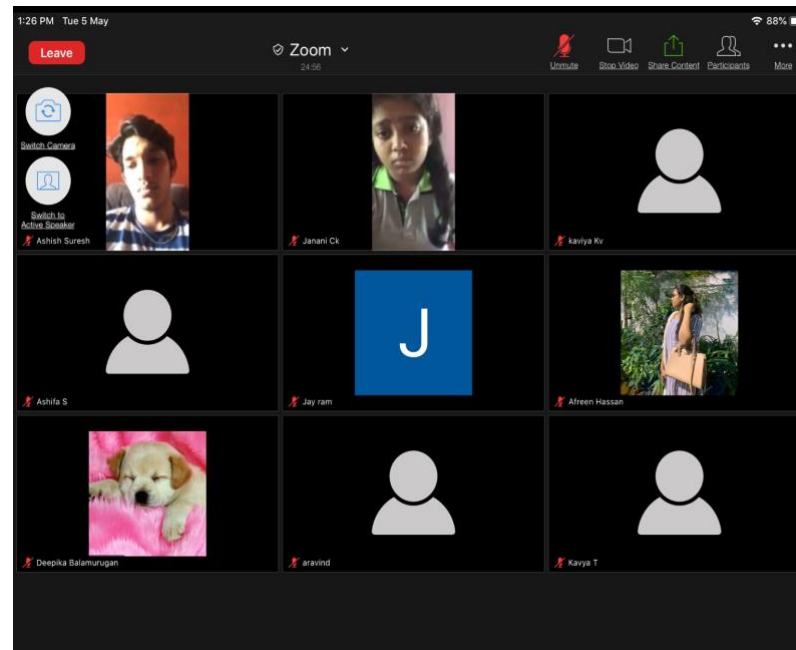 1:26 PM Tue 5 May
88%
Leave
Zoom
24:56
Unmute
Stop Video
Share Content
Participants
More
Switch Camera
Switch to
Active Speaker
Ashish Suresh
Janani Ck
kaviya Kv
Ashifa S
J
Jay ram
Afreen Hassan
Deepika Balamurugan
aravind
Kavya T